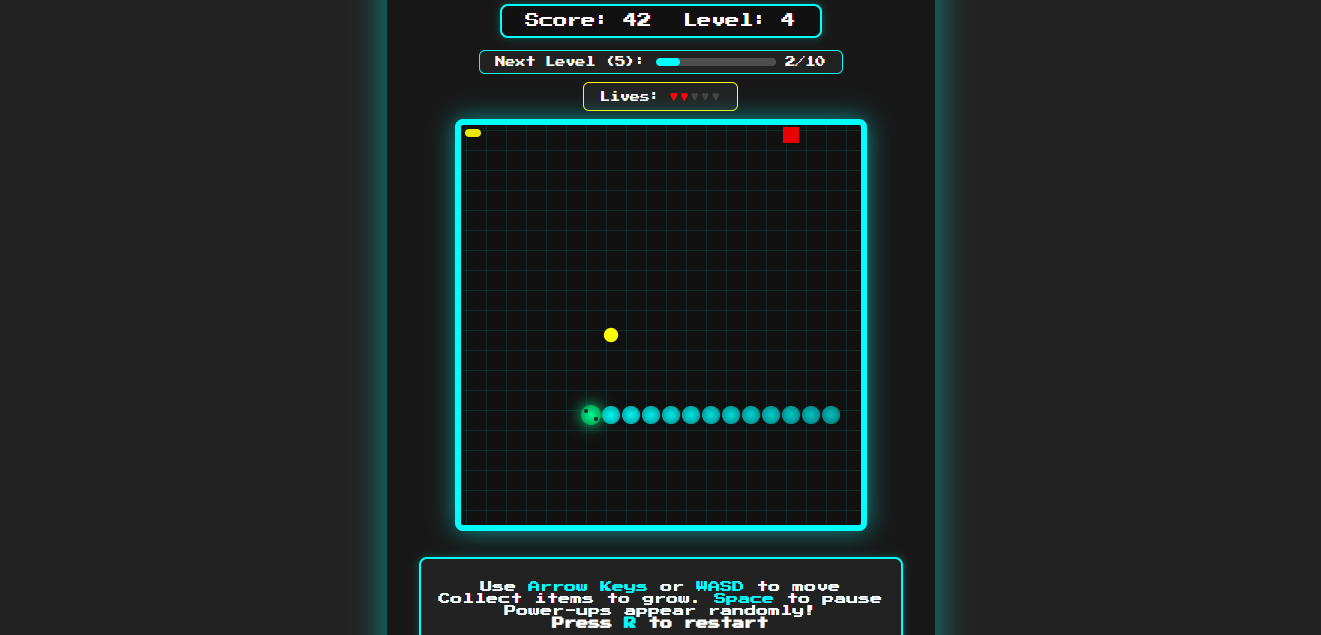 Score: 42 Level: 4
Next Level (5): 2/10
Lives: ♥♥♥♥♥
Use Arrow Keys or WASD to move
Collect items to grow. Space to pause
Power-ups appear randomly!
Press R to restart